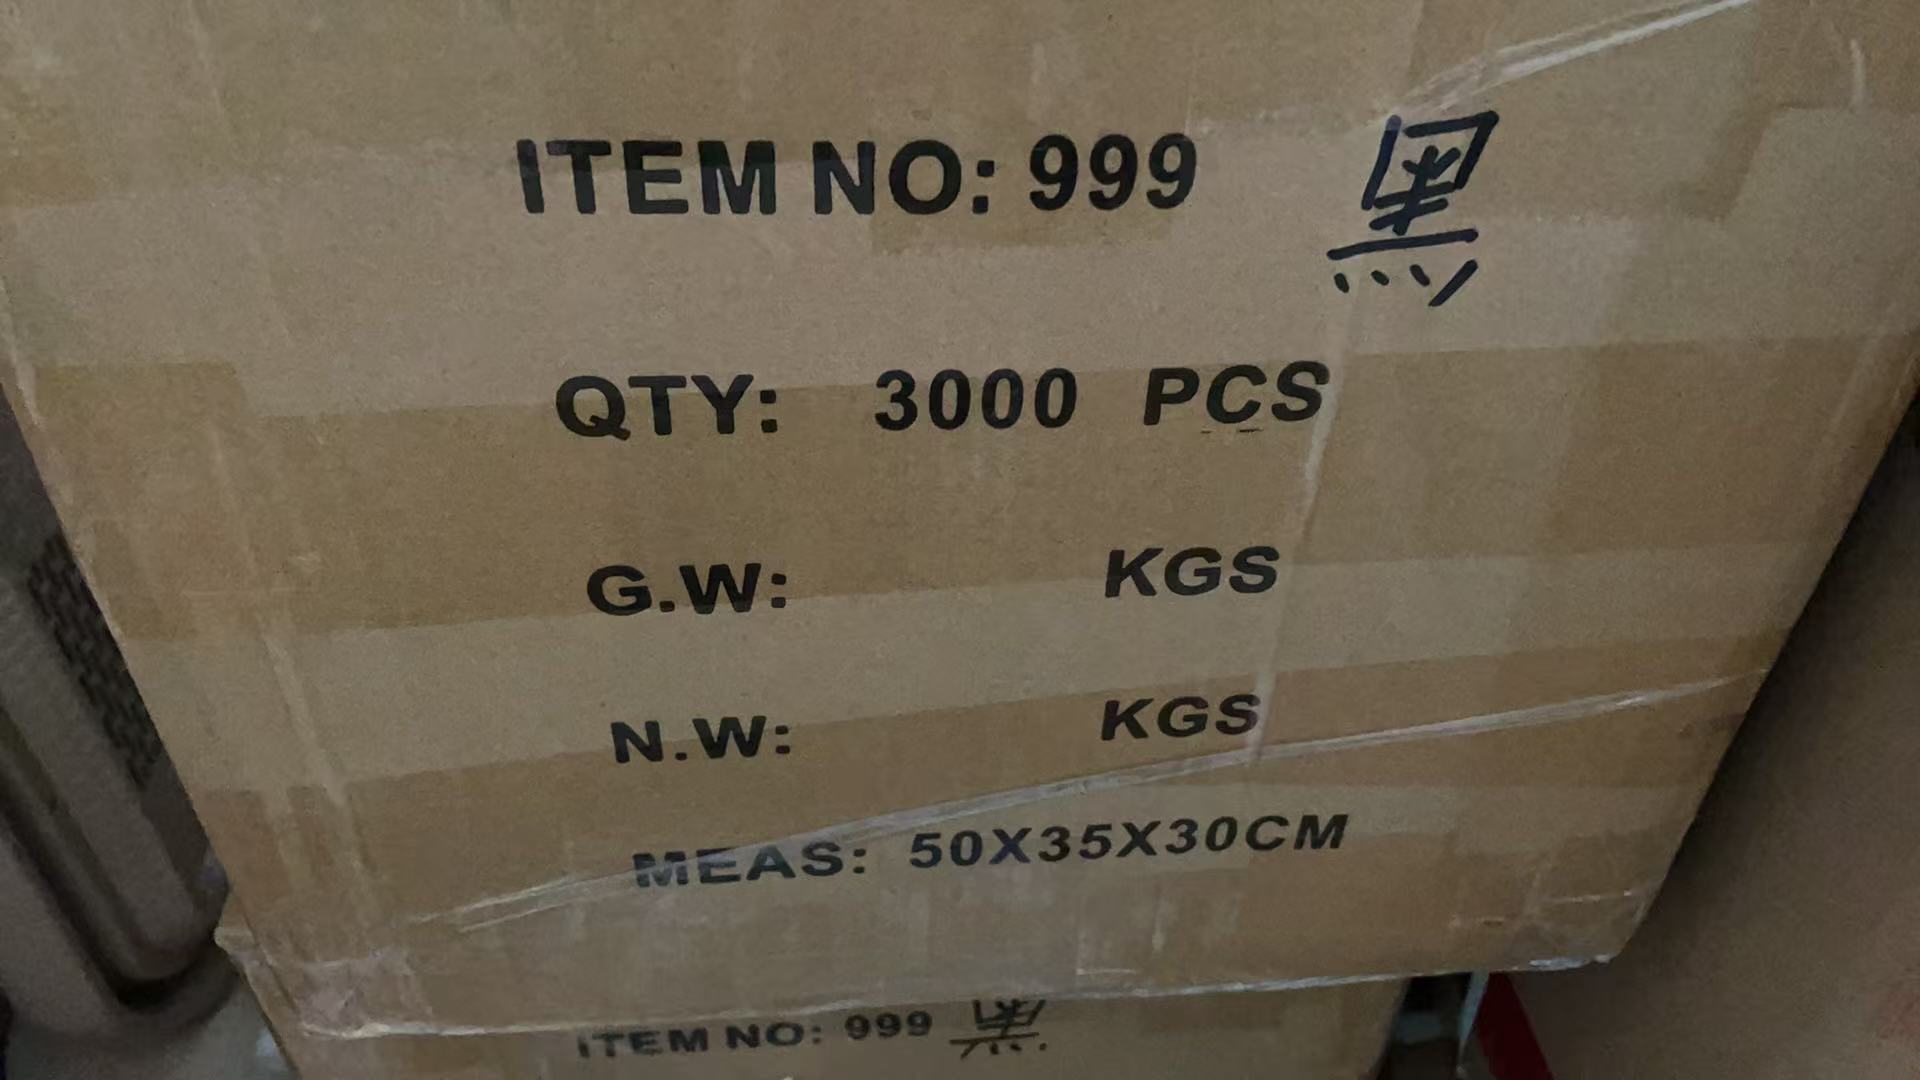 ITEM NO: 999 黑
QTY: 3000 PCS
G.W: KGS
N.W: KGS
MEAS: 50X35X30CM
ITEM NO: 999 黑